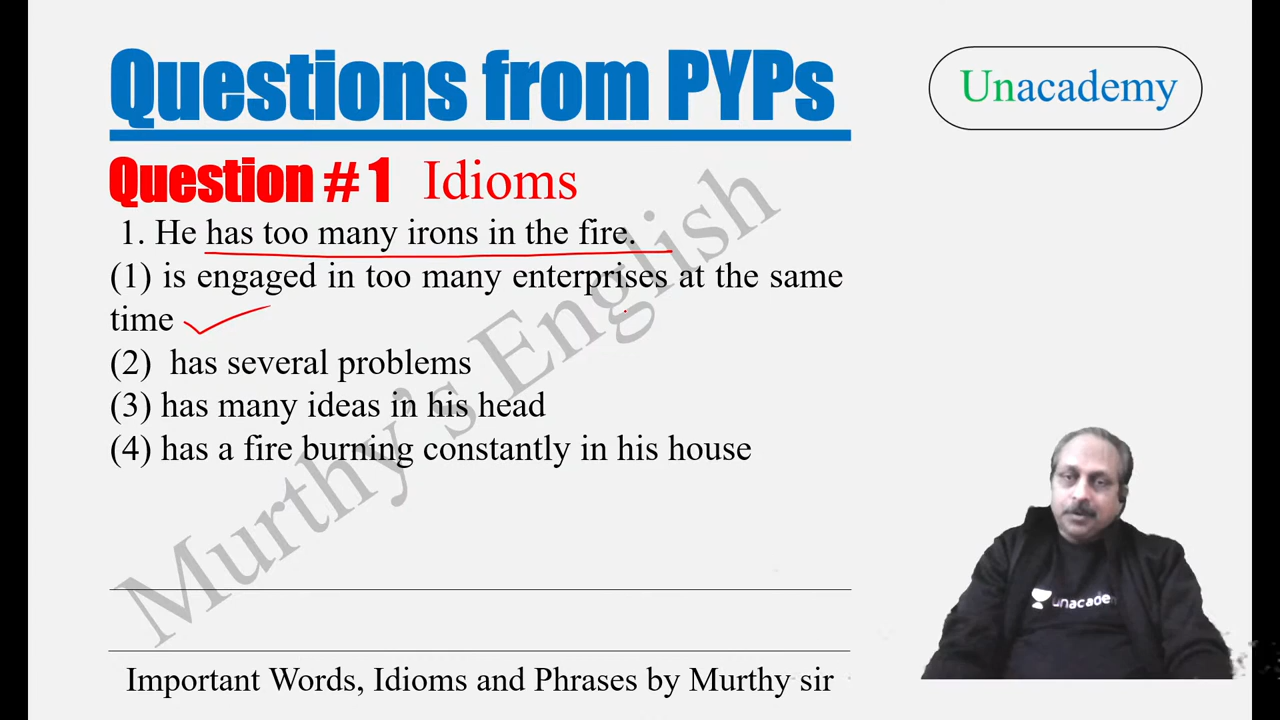 Questions from PYPs
Unacademy
Question # 1 Idioms
1. He has too many irons in the fire.
(1) is engaged in too many enterprises at the same
time
(2) has several problems
(3) has many ideas in his head
(4) has a fire burning constantly in his house
Murthy's English
unacade
Important Words, Idioms and Phrases by Murthy sir